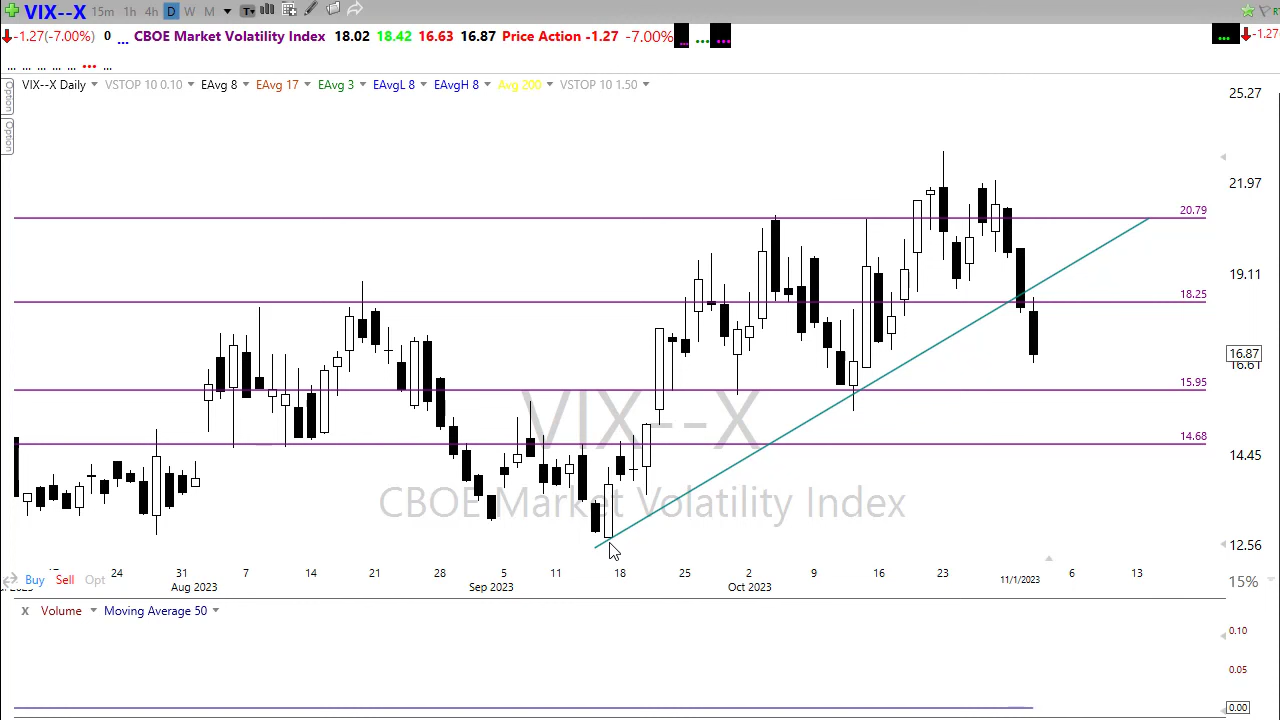 VIX--X 15m 1h 4h D W M T
-1.27(-7.00%) 0 ... CBOE Market Volatility Index 18.02 18.42 16.63 16.87 Price Action -1.27 -7.00% ... ... ... ... -1.27
... ... ... ... ... ... ...
Option
Option
VIX--X Daily VSTOP 10 0.10 EAvg 8 EAvg 17 EAvg 3 EAvgL 8 EAvgH 8 Avg 200 VSTOP 10 1.50
25.27
21.97
20.79
19.11
18.25
16.87
16.61
15.95
14.68
14.45
12.56
VIX--X
CBOE Market Volatility Index
24 31 7 14 21 28 5 11 18 25 2 9 16 23 11/1/2023 6 13
Aug 2023 Sep 2023 Oct 2023
Buy Sell Opt
15%
x Volume Moving Average 50
0.10
0.05
0.00